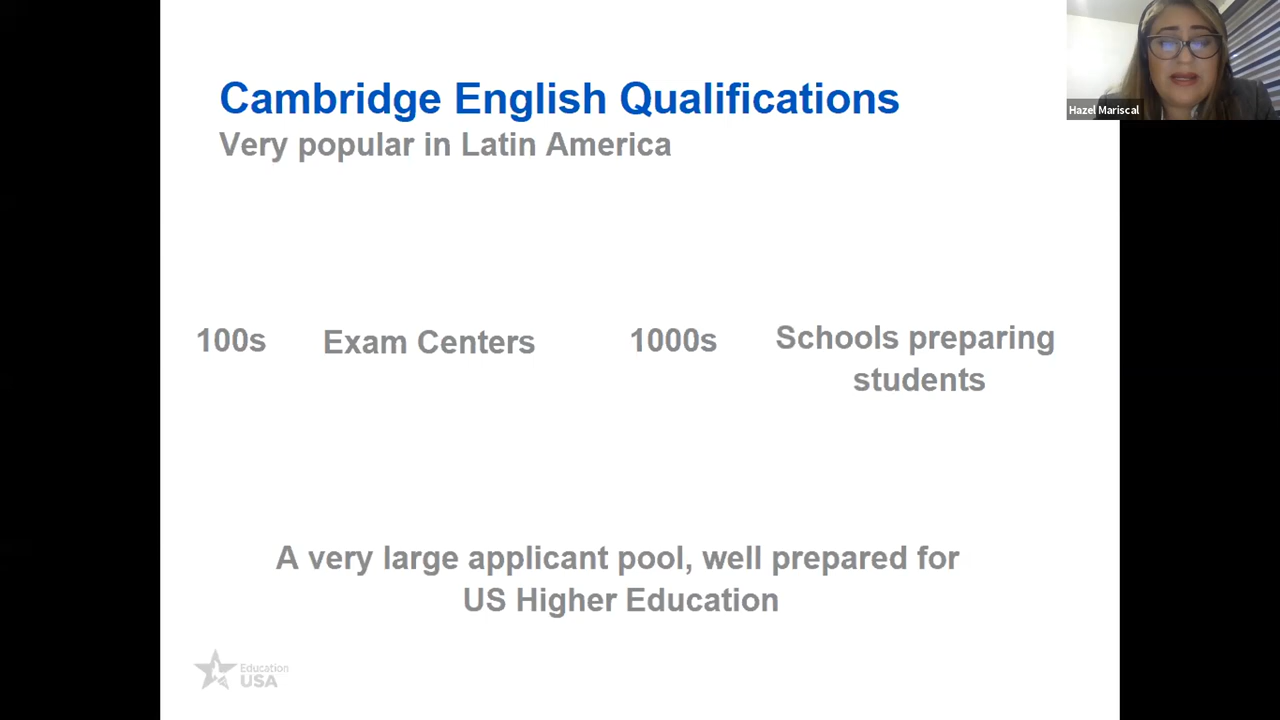 Cambridge English Qualifications
Very popular in Latin America
Hazel Mariscal
100s
Exam Centers
1000s
Schools preparing
students
A very large applicant pool, well prepared for
US Higher Education
Education
USA